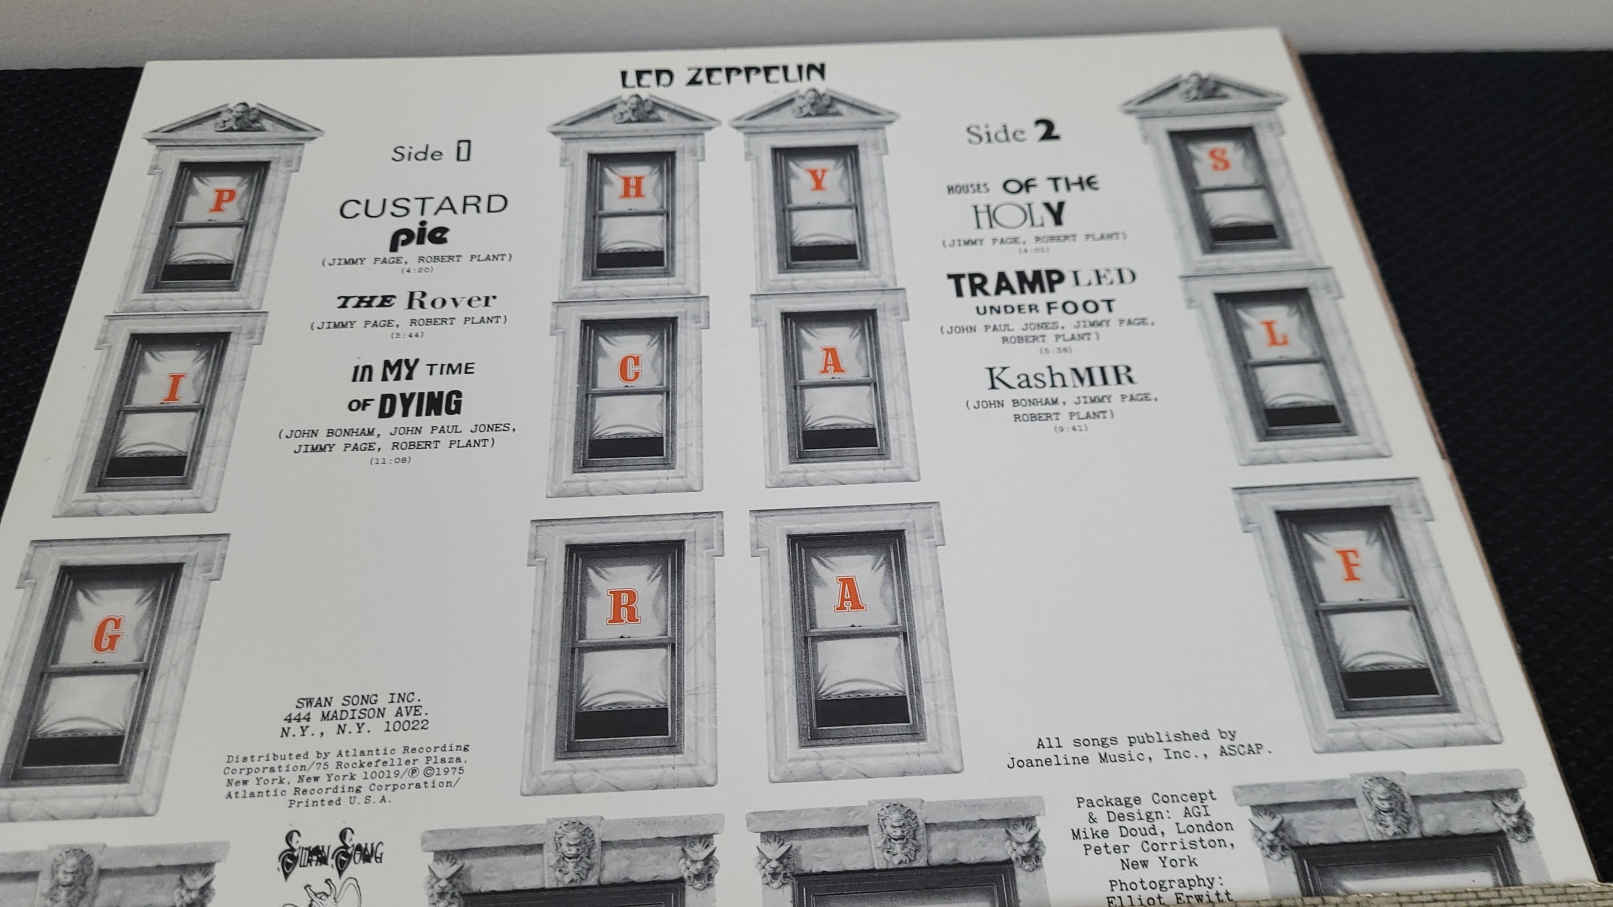 LED ZEPPELIN
P
H
Y
S
I
C
A
L
G
R
A
F
Side 1
CUSTARD
pie
(JIMMY PAGE, ROBERT PLANT)
(4:20)
THE Rover
(JIMMY PAGE, ROBERT PLANT)
(5:44)
in MY TIME
OF DYING
(JOHN BONHAM, JOHN PAUL JONES,
JIMMY PAGE, ROBERT PLANT)
(11:08)
Side 2
HOUSES OF THE
HOLY
(JIMMY PAGE, ROBERT PLANT)
(4:01)
TRAMPLED
UNDER FOOT
(JOHN PAUL JONES, JIMMY PAGE,
ROBERT PLANT)
(5:38)
KashMIR
(JOHN BONHAM, JIMMY PAGE,
ROBERT PLANT)
(9:41)
SWAN SONG INC.
444 MADISON AVE.
N.Y., N.Y. 10022
Distributed by Atlantic Recording
Corporation/75 Rockefeller Plaza,
New York, New York 10019/℗ ©1975
Atlantic Recording Corporation/
Printed U.S.A.
SWAN SONG
All songs published by
Joaneline Music, Inc., ASCAP.
Package Concept
& Design: AGI
Mike Doud, London
Peter Corriston,
New York
Photography:
Elliot Erwitt